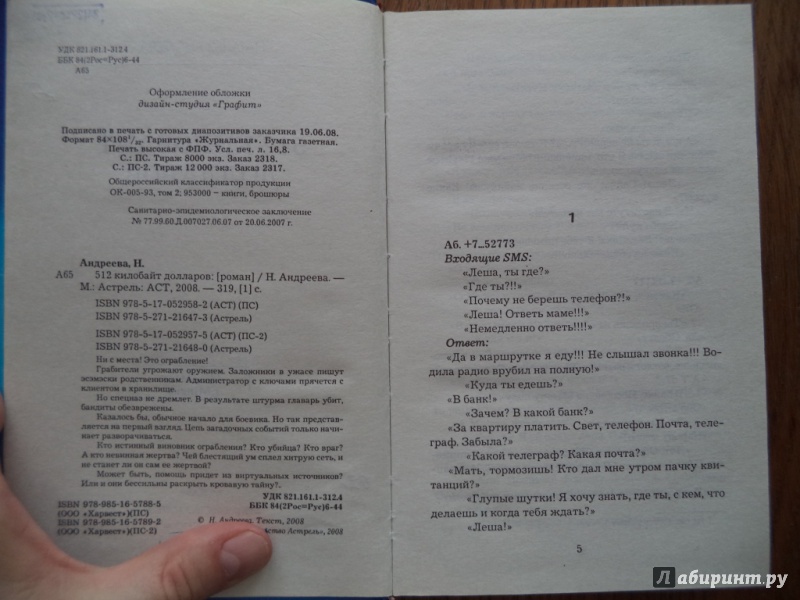 УДК 821.161.1-312.4
ББК 84(2Рос=Рус)6-44
А65
Оформление обложки
дизайн-студия «Графит»
Подписано в печать с готовых диапозитивов заказчика 19.06.08.
Формат 84×108¹/₃₂. Гарнитура «Журнальная». Бумага газетная.
Печать высокая с ФПФ. Усл. печ. л. 16,8.
С.: ПС. Тираж 8000 экз. Заказ 2318.
С.: ПС-2. Тираж 12 000 экз. Заказ 2317.
Общероссийский классификатор продукции
ОК-005-93, том 2: 953000 – книги, брошюры
Санитарно-эпидемиологическое заключение
№ 77.99.60.Д.007027.06.07 от 20.06.2007 г.
Андреева, Н.
А65 512 килобайт долларов: [роман] / Н. Андреева. —
М.: Астрель: АСТ, 2008. — 319, [1] с.
ISBN 978-5-17-052958-2 (АСТ) (ПС)
ISBN 978-5-271-21647-3 (Астрель)
ISBN 978-5-17-052957-5 (АСТ) (ПС-2)
ISBN 978-5-271-21648-0 (Астрель)
Ни с места! Это ограбление!
Грабители угрожают оружием. Заложники в ужасе пишут
эсэмэски родственникам. Администратор с ключами прячется с
клиентом в хранилище.
Но спецназ не дремлет. В результате штурма главарь убит,
бандиты обезврежены.
Казалось бы, обычное начало для боевика. Но так представ-
ляется на первый взгляд. Цепь загадочных событий только начи-
нает разворачиваться.
Кто истинный виновник ограбления? Кто убийца? Кто враг?
А кто невинная жертва? Чей блестящий ум сплел хитрую сеть, и
не станет ли он сам ее жертвой?
Может быть, помощь придет из виртуальных источников?
Или и они бессильны раскрыть кровавую тайну?..
УДК 821.161.1-312.4
ББК 84(2Рос=Рус)6-44
ISBN 978-985-16-5788-5
(ООО «Харвест»)(ПС)
ISBN 978-985-16-5789-2
(ООО «Харвест»)(ПС-2)
© Н. Андреева. Текст, 2008
Астрель», 2008
1
Аб. +7...52773
Входящие SMS:
«Леша, ты где?»
«Где ты?!!»
«Почему не берешь телефон?!»
«Леша! Ответь маме!!!»
«Немедленно ответь!!!!»
Ответ:
«Да в маршрутке я еду!!! Не слышал звонка!!! Во-
дила радио врубил на полную!»
«Куда ты едешь?»
«В банк!»
«Зачем? В какой банк?»
«За квартиру платить. Свет, телефон. Почта, теле-
граф. Забыла?»
«Какой телеграф? Какая почта?»
«Мать, тормозишь! Кто дал мне утром пачку кви-
танций?»
«Глупые шутки! Я хочу знать, где ты, с кем, что
делаешь и когда тебя ждать?»
«Леша!»
5
лабиринт.ру